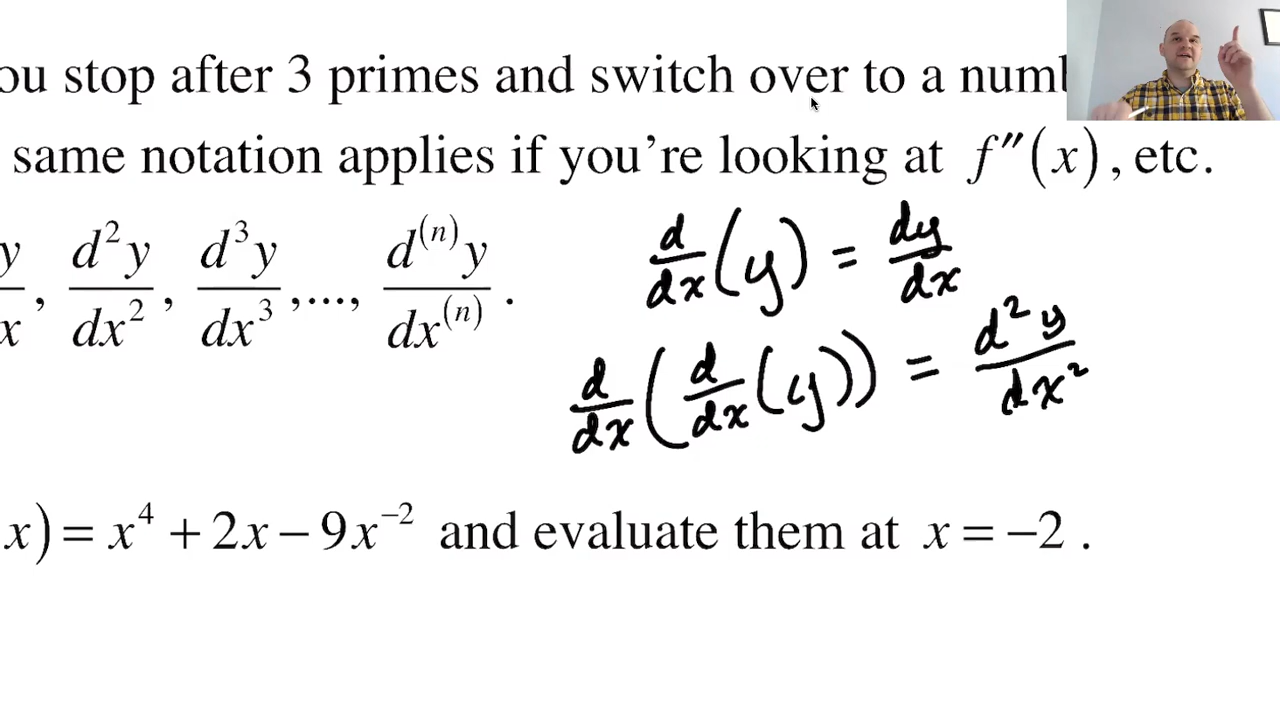 ou stop after 3 primes and switch over to a numb
same notation applies if you're looking at f″(x), etc.
y/x, d²y/dx², d³y/dx³,..., d⁽ⁿ⁾y/dx⁽ⁿ⁾.
d/dx(y) = dy/dx
d/dx(d/dx(y)) = d²y/dx²
x) = x⁴ + 2x − 9x⁻² and evaluate them at x = −2.